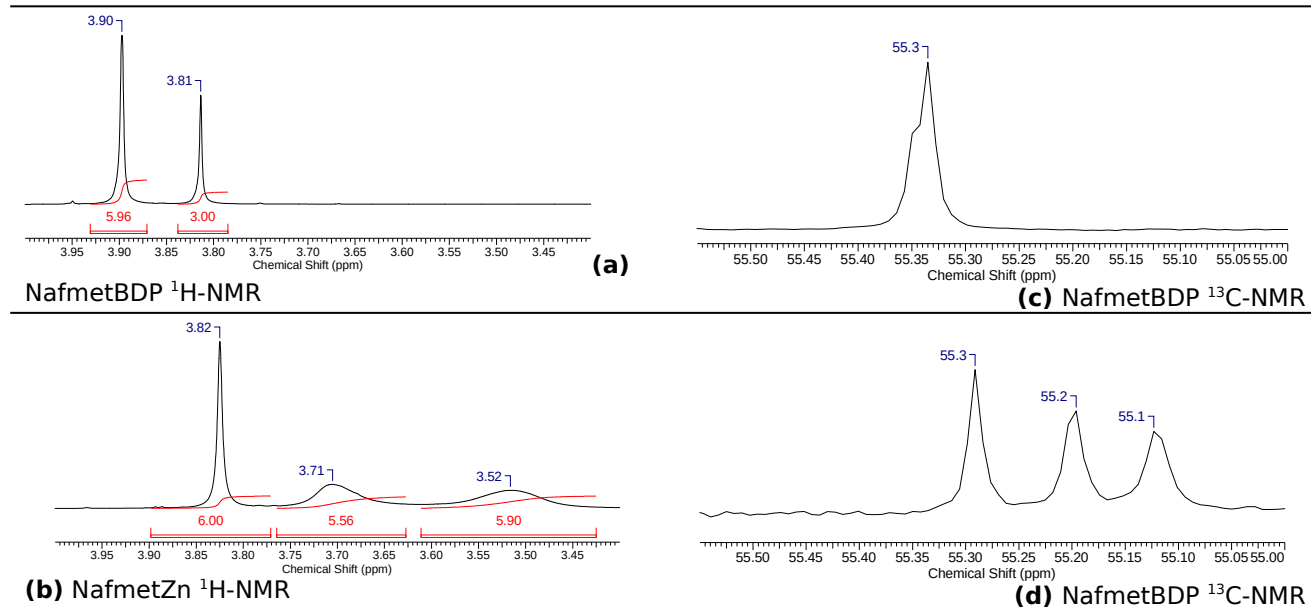 3.90
3.81
5.96
3.00
3.95 3.90 3.85 3.80 3.75 3.70 3.65 3.60 3.55 3.50 3.45
Chemical Shift (ppm)
(a)
NafmetBDP ¹H-NMR
55.3
55.50 55.45 55.40 55.35 55.30 55.25 55.20 55.15 55.10 55.05 55.00
Chemical Shift (ppm)
(c) NafmetBDP ¹³C-NMR
3.82
3.71
3.52
6.00
5.56
5.90
3.95 3.90 3.85 3.80 3.75 3.70 3.65 3.60 3.55 3.50 3.45
Chemical Shift (ppm)
(b) NafmetZn ¹H-NMR
55.3
55.2
55.1
55.50 55.45 55.40 55.35 55.30 55.25 55.20 55.15 55.10 55.05 55.00
Chemical Shift (ppm)
(d) NafmetBDP ¹³C-NMR